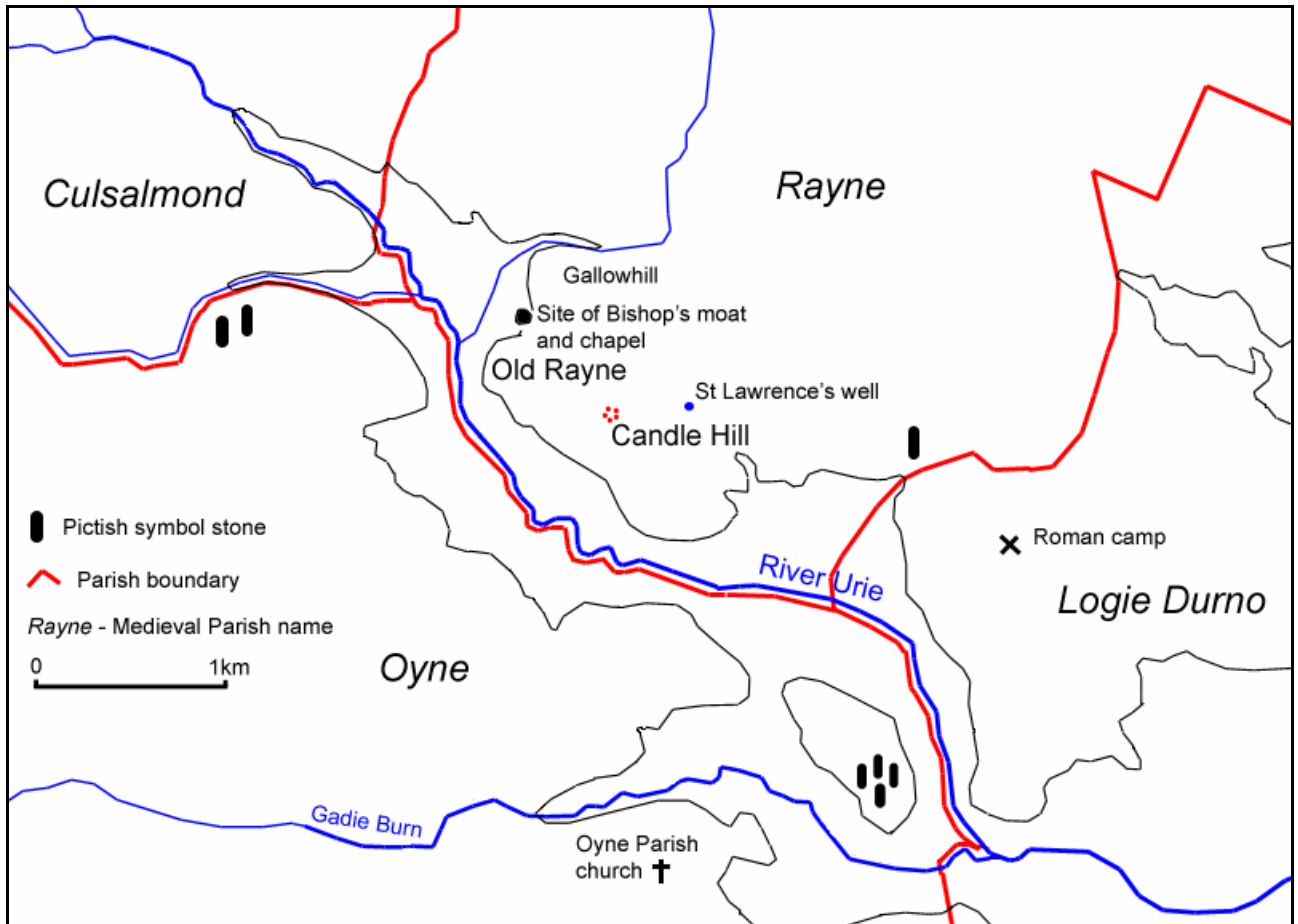 Culsalmond
Rayne
Gallowhill
Site of Bishop's moat
and chapel
Old Rayne
St Lawrence's well
Candle Hill
Pictish symbol stone
Roman camp
River Urie
Parish boundary
Logie Durno
Rayne - Medieval Parish name
0 1km
Oyne
Gadie Burn
Oyne Parish
church